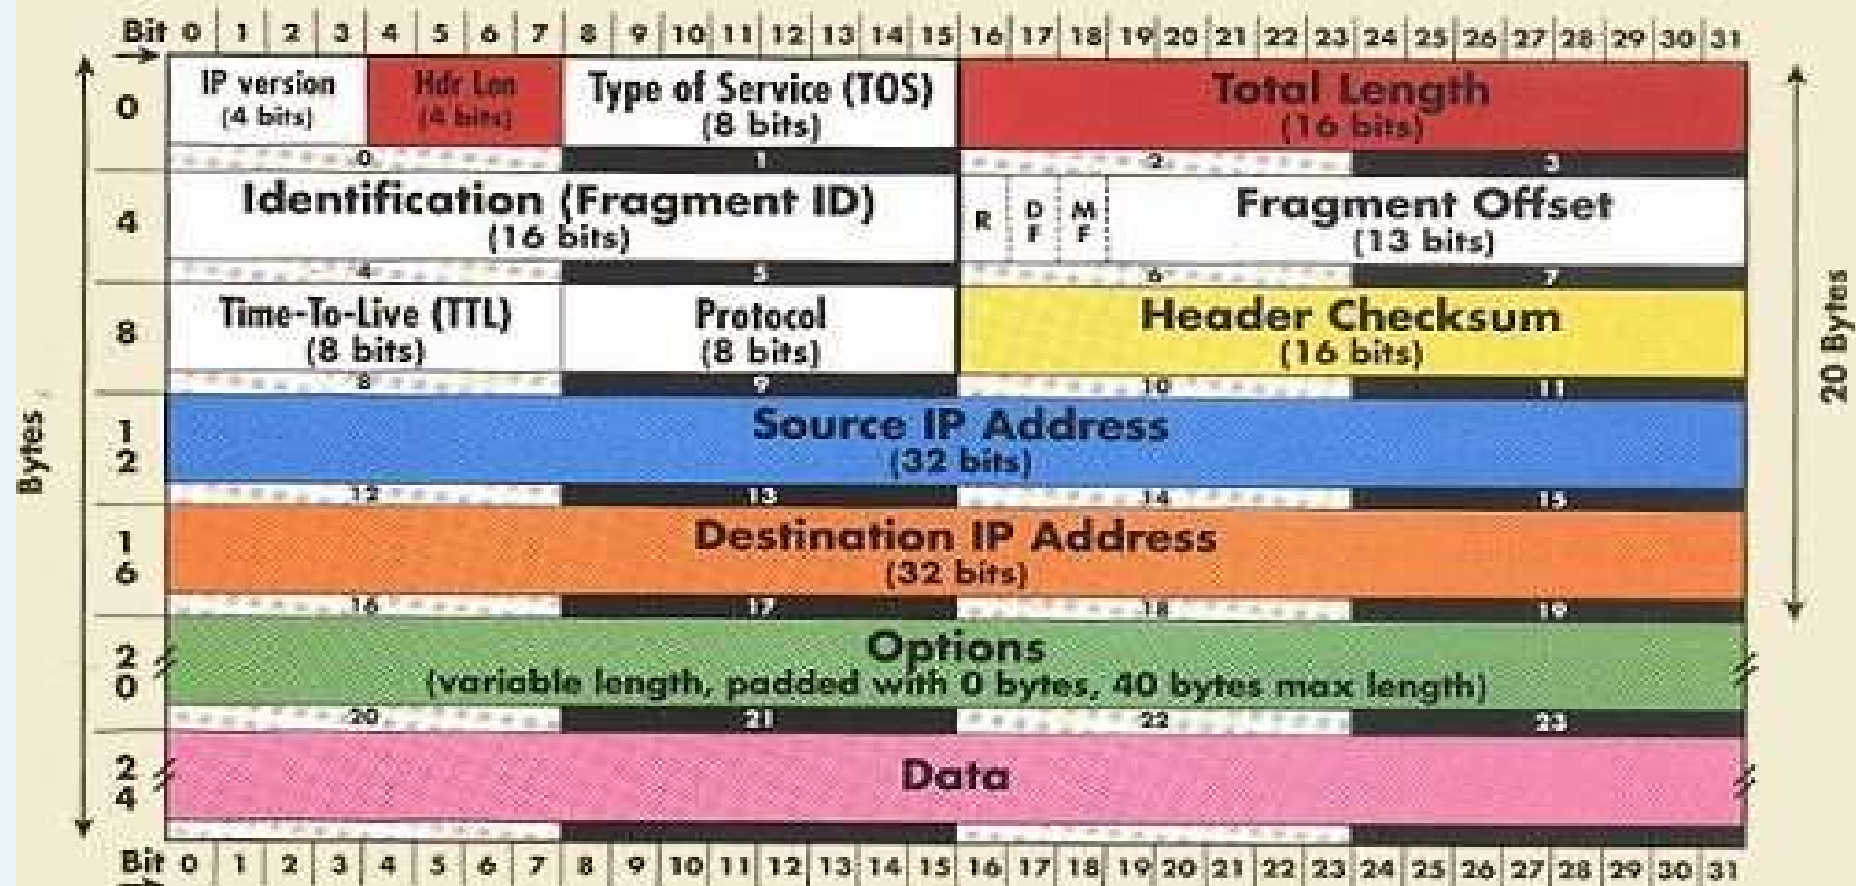 Bit 0 1 2 3 4 5 6 7 8 9 10 11 12 13 14 15 16 17 18 19 20 21 22 23 24 25 26 27 28 29 30 31
0
IP version
(4 bits)
Hdr Len
(4 bits)
Type of Service (TOS)
(8 bits)
Total Length
(16 bits)
0 1 2 3
4
Identification (Fragment ID)
(16 bits)
R
D
F
M
F
Fragment Offset
(13 bits)
4 5 6 7
8
Time-To-Live (TTL)
(8 bits)
Protocol
(8 bits)
Header Checksum
(16 bits)
8 9 10 11
1
2
Source IP Address
(32 bits)
12 13 14 15
1
6
Destination IP Address
(32 bits)
16 17 18 19
2
0
Options
(variable length, padded with 0 bytes, 40 bytes max length)
20 21 22 23
2
4
Data
Bit 0 1 2 3 4 5 6 7 8 9 10 11 12 13 14 15 16 17 18 19 20 21 22 23 24 25 26 27 28 29 30 31
Bytes
20 Bytes